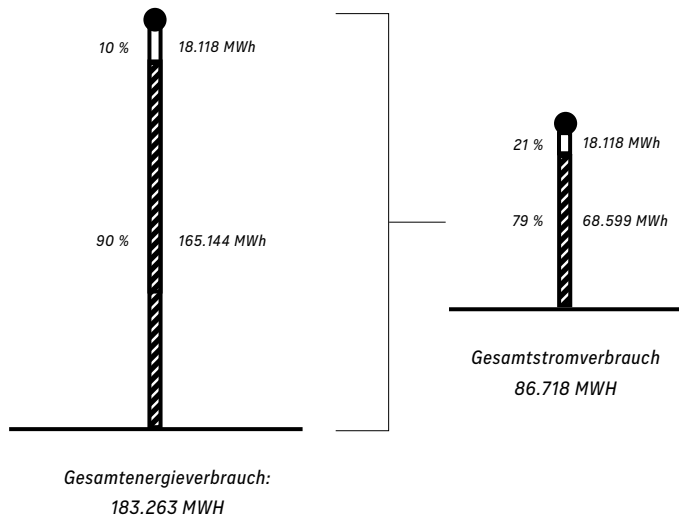 10 % 18.118 MWh
90 % 165.144 MWh
Gesamtenergieverbrauch:
183.263 MWH
21 % 18.118 MWh
79 % 68.599 MWh
Gesamtstromverbrauch
86.718 MWH